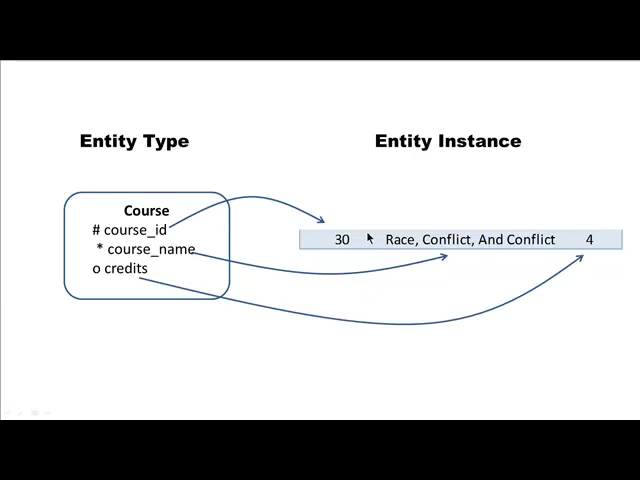 Entity Type
Entity Instance
Course
# course_id
* course_name
o credits
30 Race, Conflict, And Conflict 4